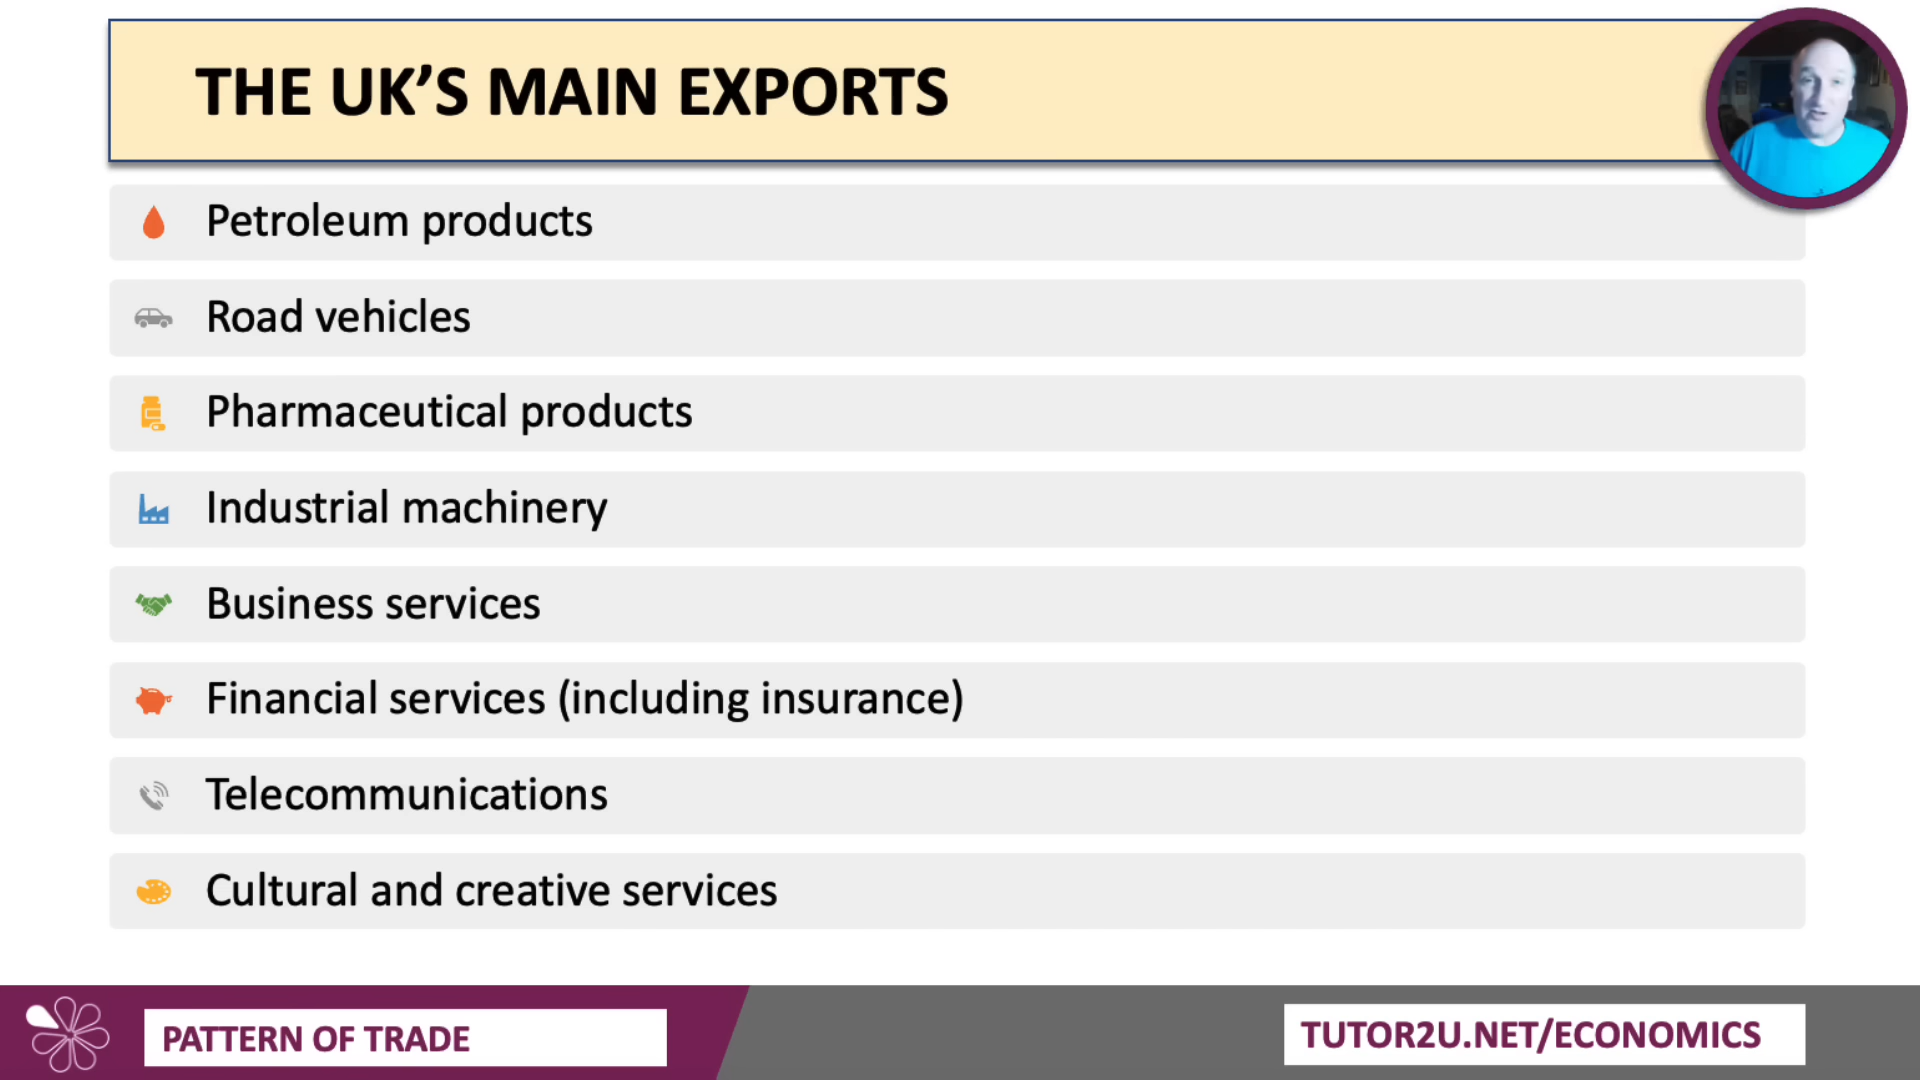 THE UK’S MAIN EXPORTS
Petroleum products
Road vehicles
Pharmaceutical products
Industrial machinery
Business services
Financial services (including insurance)
Telecommunications
Cultural and creative services
PATTERN OF TRADE
TUTOR2U.NET/ECONOMICS